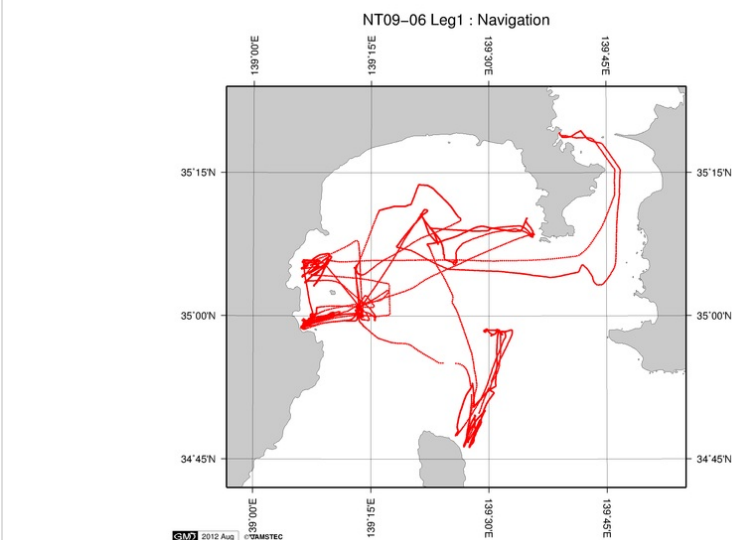 NT09−06 Leg1 : Navigation
139˚00'E 139˚15'E 139˚30'E 139˚45'E
35˚15'N 35˚15'N
35˚00'N 35˚00'N
34˚45'N 34˚45'N
139˚00'E 139˚15'E 139˚30'E 139˚45'E
GMD 2012 Aug ©JAMSTEC